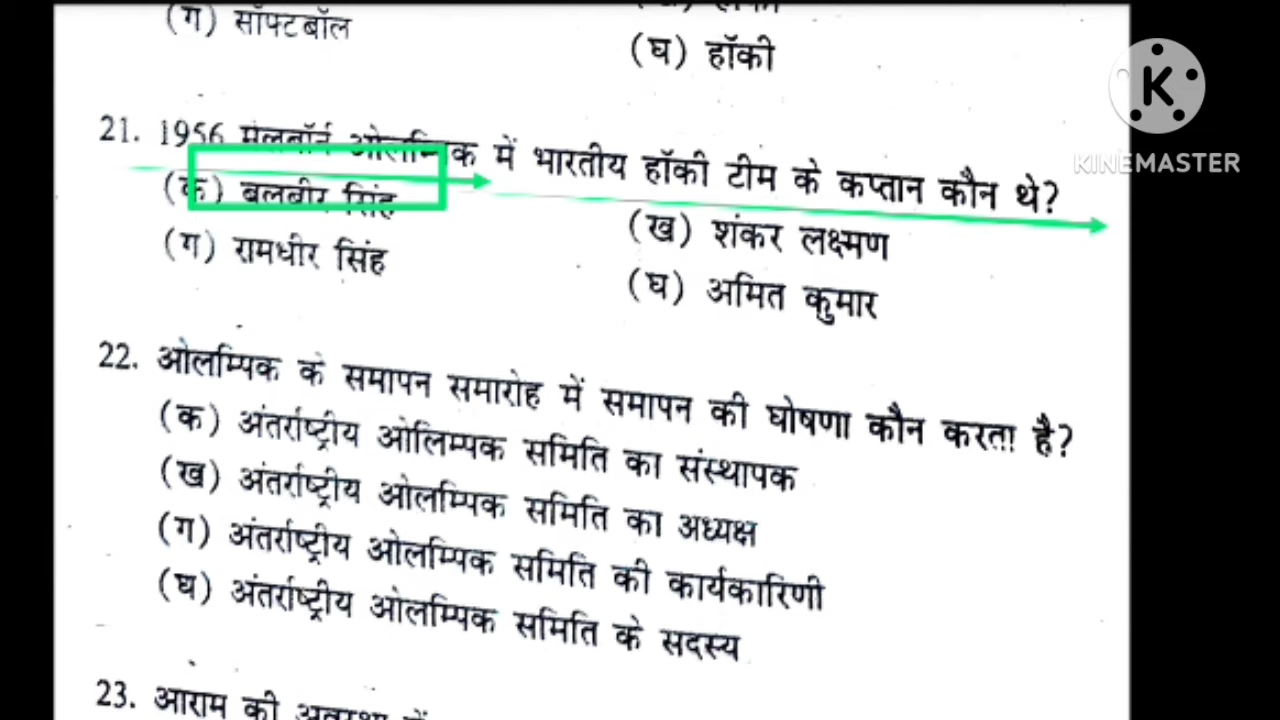 (ग) सॉफ्टबॉल
(घ) हॉकी
21. 1956 मेलबॉर्न ओलम्पिक में भारतीय हॉकी टीम के कप्तान कौन थे?
(क) बलबीर सिंह
(ख) शंकर लक्ष्मण
(ग) रामधीर सिंह
(घ) अमित कुमार
22. ओलम्पिक के समापन समारोह में समापन की घोषणा कौन करता है?
(क) अंतर्राष्ट्रीय ओलिम्पक समिति का संस्थापक
(ख) अंतर्राष्ट्रीय ओलम्पिक समिति का अध्यक्ष
(ग) अंतर्राष्ट्रीय ओलम्पिक समिति की कार्यकारिणी
(घ) अंतर्राष्ट्रीय ओलम्पिक समिति के सदस्य
23. आराम की
K
KINEMASTER